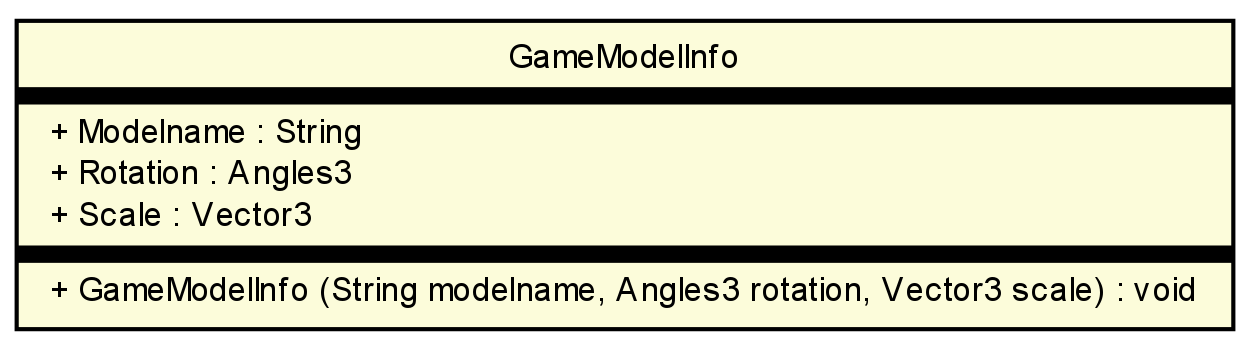 GameModelInfo
+ Modelname : String
+ Rotation : Angles3
+ Scale : Vector3
+ GameModelInfo (String modelname, Angles3 rotation, Vector3 scale) : void